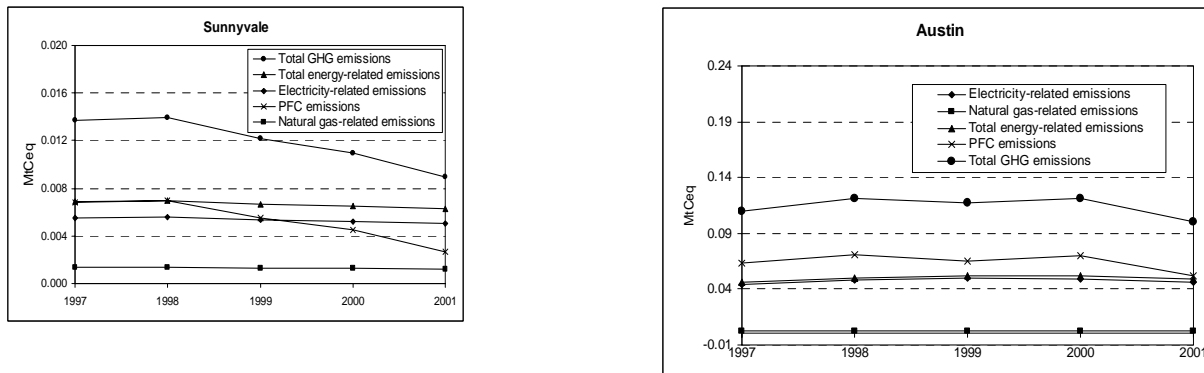 Sunnyvale
0.020
0.016
0.012
0.008
0.004
0.000
MtCeq
Total GHG emissions
Total energy-related emissions
Electricity-related emissions
PFC emissions
Natural gas-related emissions
1997 1998 1999 2000 2001
Austin
0.24
0.19
0.14
0.09
0.04
-0.01
MtCeq
Electricity-related emissions
Natural gas-related emissions
Total energy-related emissions
PFC emissions
Total GHG emissions
1997 1998 1999 2000 2001